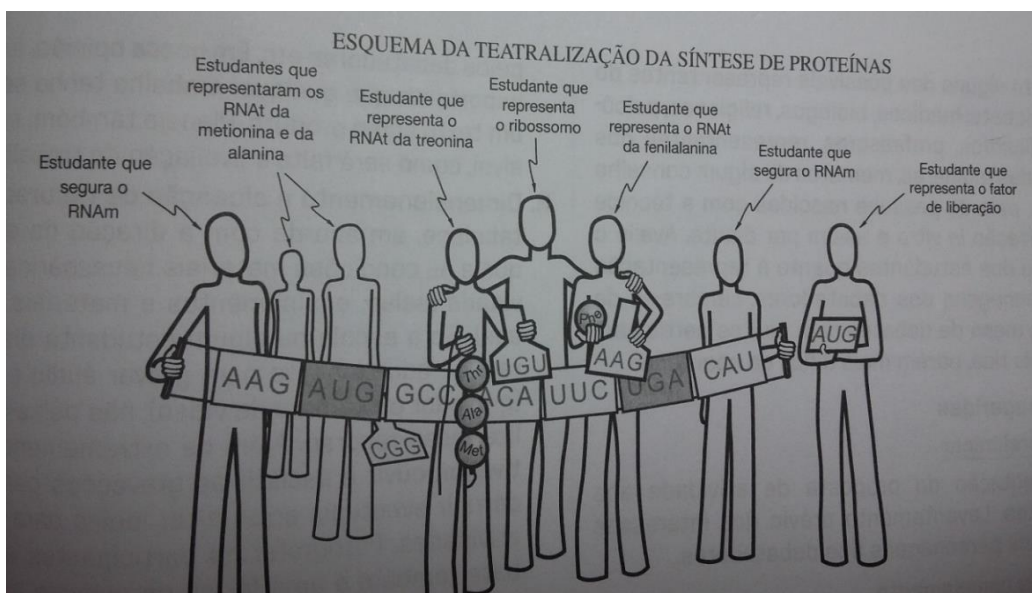 ESQUEMA DA TEATRALIZAÇÃO DA SÍNTESE DE PROTEÍNAS
Estudante que
segura o
RNAm
Estudantes que
representaram os
RNAt da
metionina e da
alanina
Estudante que
representa o
RNAt da treonina
Estudante que
representa
o ribossomo
Estudante que
representa o RNAt
da fenilalanina
Estudante que
segura o RNAm
Estudante que
representa o fator
de liberação
AAG
AUG
GCC
ACA
UUC
UGA
CAU
UGU
AAG
AUG
CGG
Thr
Ala
Met
Phe